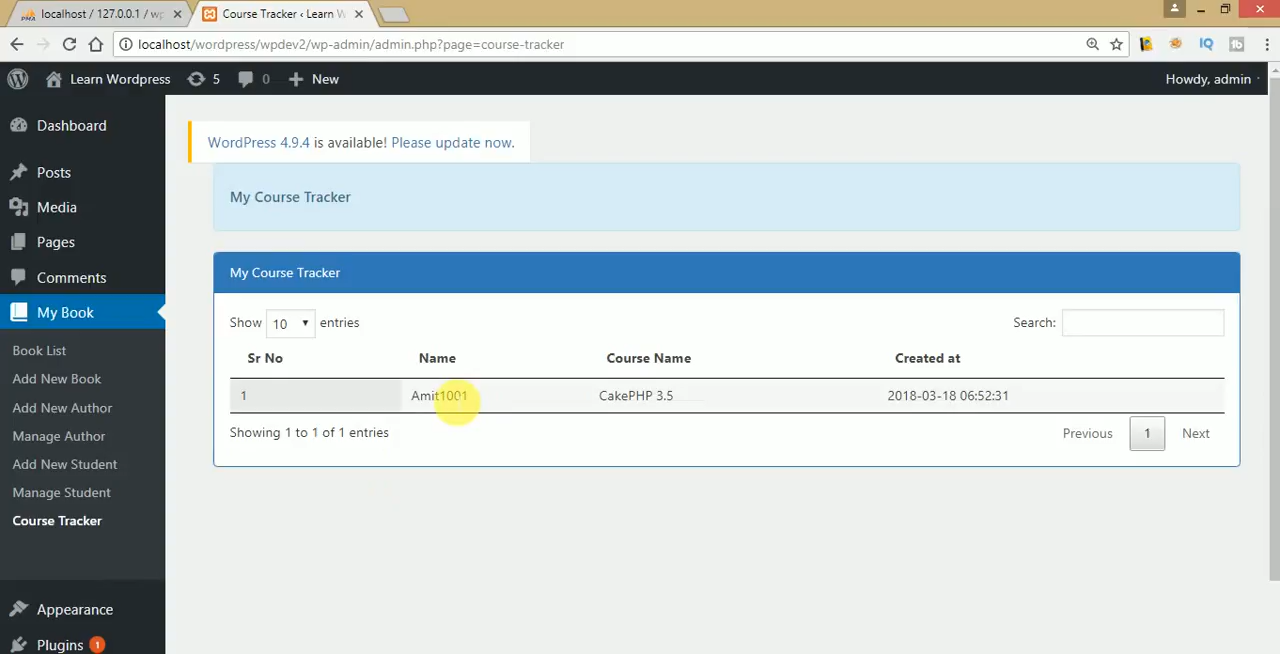 localhost / 127.0.0.1 / wp
Course Tracker ‹ Learn W
localhost/wordpress/wpdev2/wp-admin/admin.php?page=course-tracker
IQ
tb
Learn Wordpress 5 0 New Howdy, admin
Dashboard
Posts
Media
Pages
Comments
My Book
Book List
Add New Book
Add New Author
Manage Author
Add New Student
Manage Student
Course Tracker
Appearance
Plugins 1
WordPress 4.9.4 is available! Please update now.
My Course Tracker
My Course Tracker
Show 10 entries Search:
Sr No Name Course Name Created at
1 Amit1001 CakePHP 3.5 2018-03-18 06:52:31
Showing 1 to 1 of 1 entries Previous 1 Next